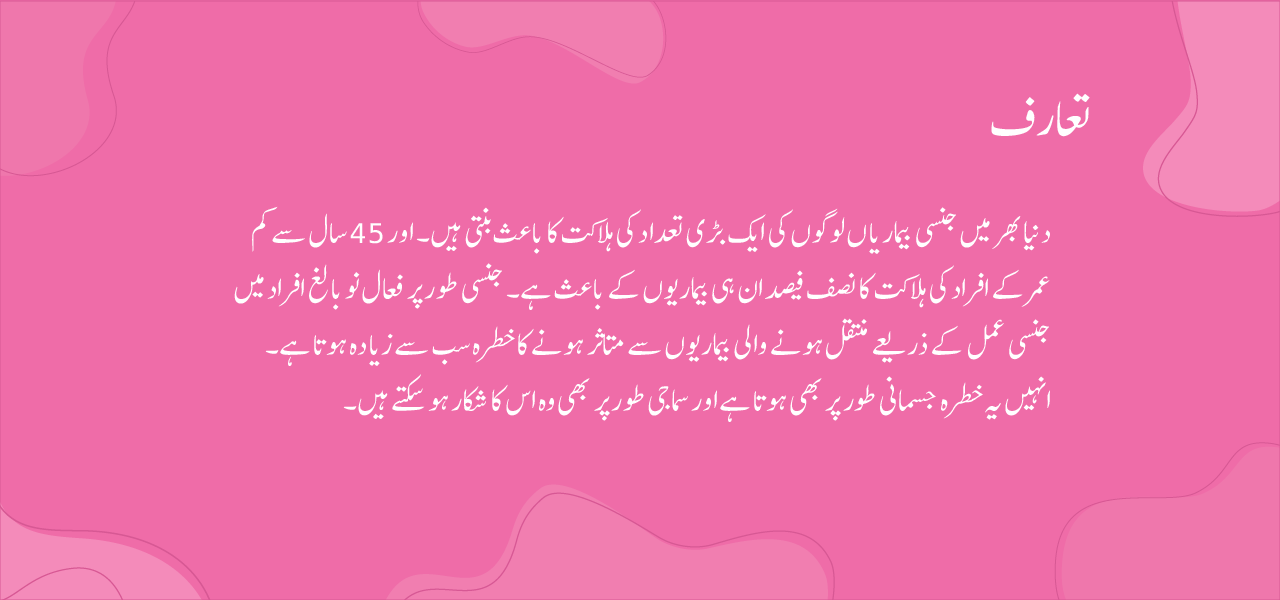 تعارف
دنیا بھر میں جنسی بیماریاں لوگوں کی ایک بڑی تعداد کی ہلاکت کا باعث بنتی ہیں۔ اور 45 سال سے کم
عمر کے افراد کی ہلاکت کا نصف فیصد ان ہی بیماریوں کے باعث ہے۔ جنسی طور پر فعال نو بالغ افراد میں
جنسی عمل کے ذریعے منتقل ہونے والی بیماریوں سے متاثر ہونے کا خطرہ سب سے زیادہ ہوتا ہے۔
انہیں یہ خطرہ جسمانی طور پر بھی ہوتا ہے اور سماجی طور پر بھی وہ اس کا شکار ہو سکتے ہیں۔